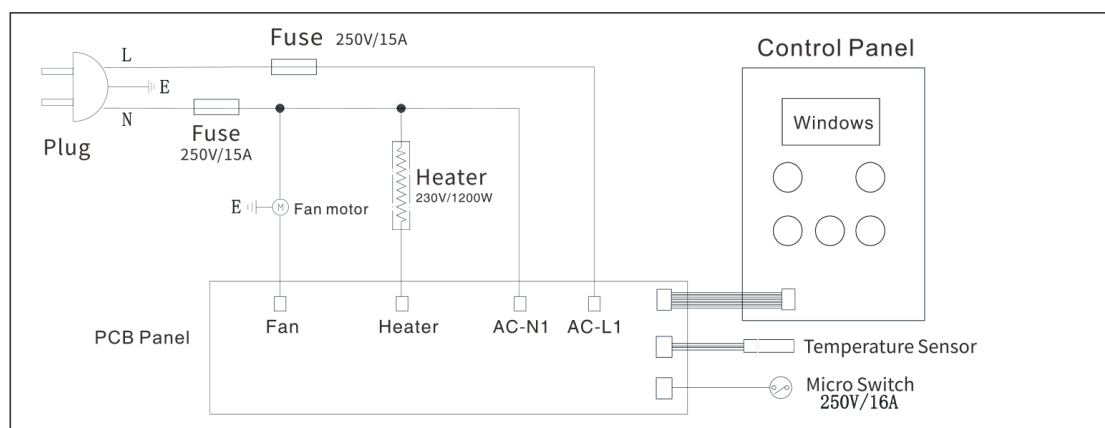 Fuse 250V/15A
L
E
N
Plug
Fuse
250V/15A
Heater
230V/1200W
E
M
Fan motor
Control Panel
Windows
PCB Panel
Fan
Heater
AC-N1
AC-L1
Temperature Sensor
Micro Switch
250V/16A